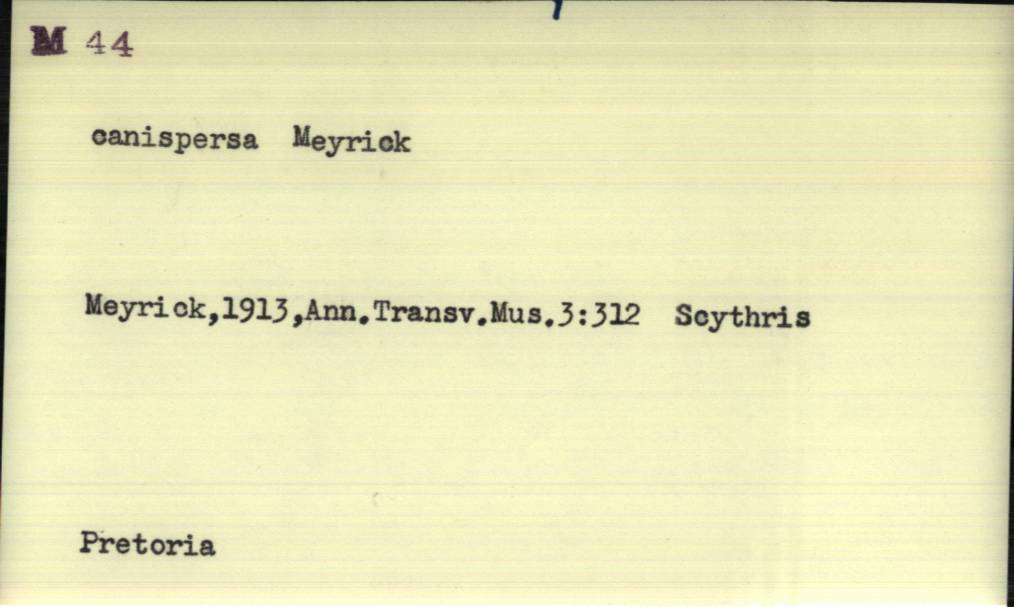 M 44
canispersa Meyrick
Meyrick,1913,Ann.Transv.Mus.3:312 Scythris
Pretoria